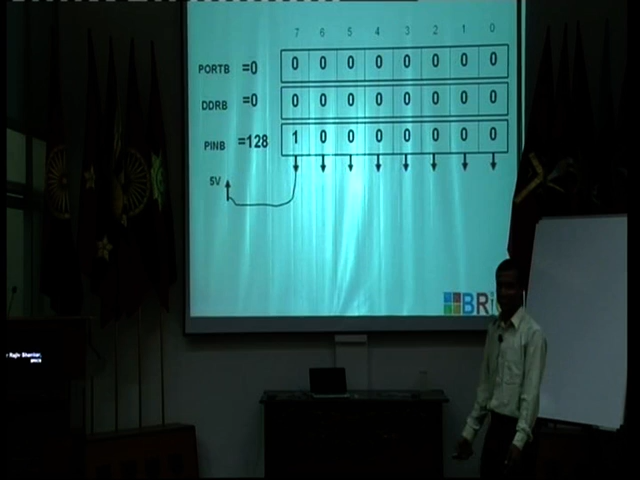 7 6 5 4 3 2 1 0
PORTB =0 0 0 0 0 0 0 0 0
DDRB =0 0 0 0 0 0 0 0 0
PINB =128 1 0 0 0 0 0 0 0
5V
BRi